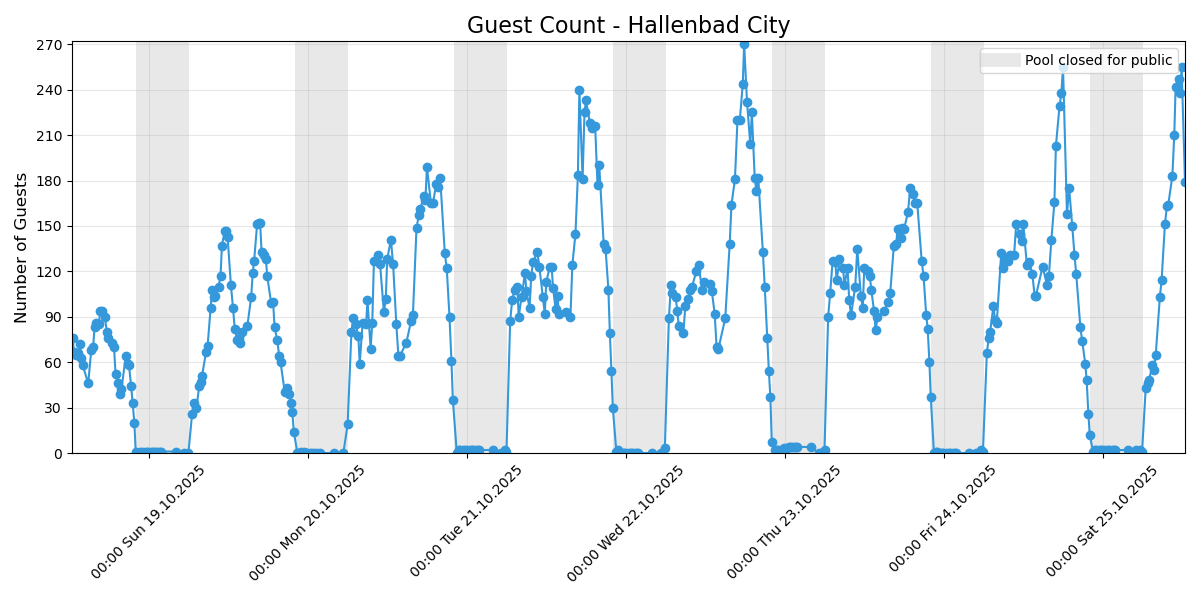 Guest Count - Hallenbad City
Pool closed for public
Number of Guests
270
240
210
180
150
120
90
60
30
0
00:00 Sun 19.10.2025
00:00 Mon 20.10.2025
00:00 Tue 21.10.2025
00:00 Wed 22.10.2025
00:00 Thu 23.10.2025
00:00 Fri 24.10.2025
00:00 Sat 25.10.2025